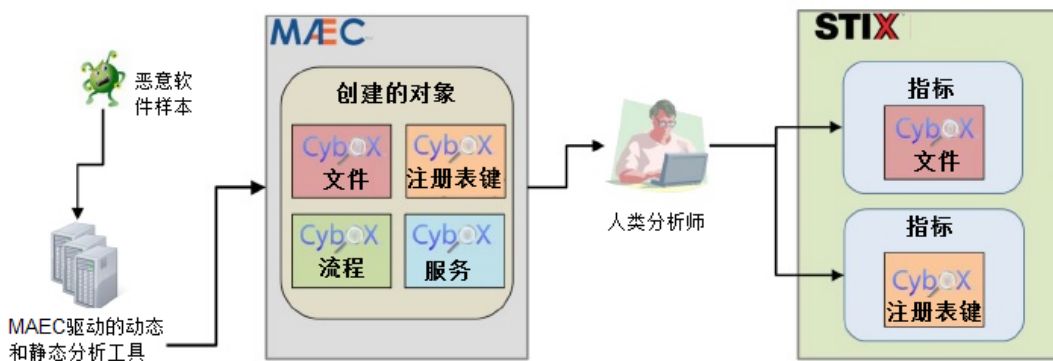 恶意软
件样本
MAEC驱动的动态
和静态分析工具
MAEC
创建的对象
CybOX
文件
CybOX
注册表键
CybOX
流程
CybOX
服务
人类分析师
STIX
指标
CybOX
文件
指标
CybOX
注册表键